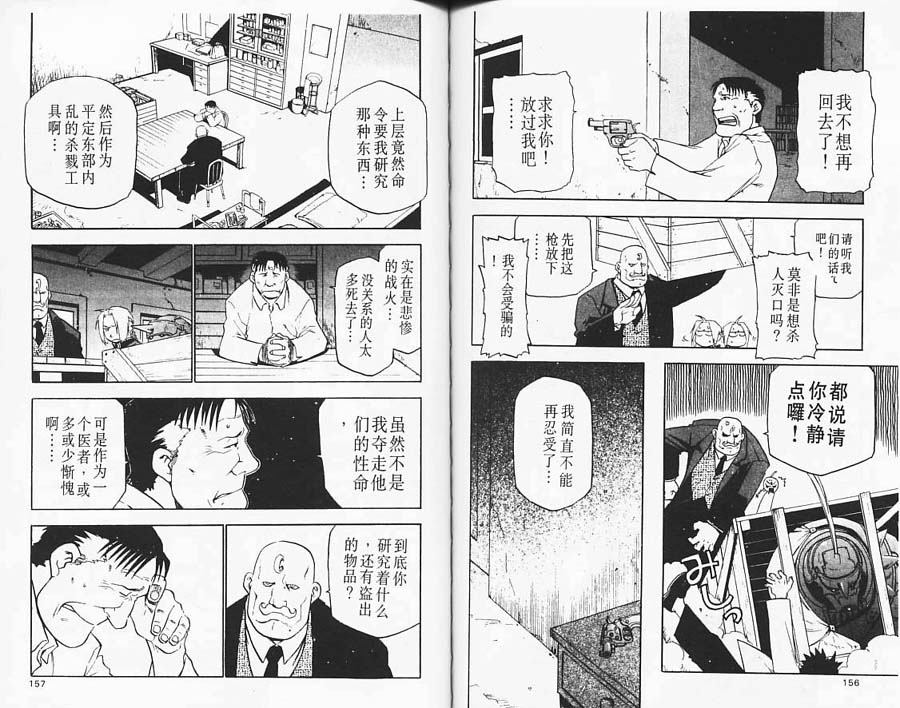 我不想再
回去了！
求求你！
放过我吧
……
请听我
们的话
吧！
莫非是想杀
人灭口吗？
先把这
枪放下
……
我不会受骗的
！
都说请
你冷静
点囉！
み
我简直不能
再忍受了…
156
上层竟然命
令要我研究
那种东西…
然后作为
平定东部内
乱的杀戮工
具啊…
实在是悲惨
的战火…
没关系的人太
多死去了…
虽然不是
我夺走他
们的性命
，
可是作为一
个医者，或
多或少惭愧
啊……
到底你
研究着什么
，还有盗出
的物品？
157